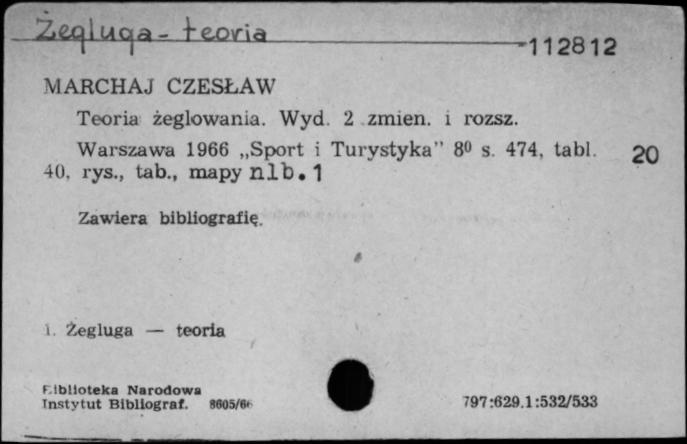 Żegluga - teoria
112812
MARCHAJ CZESŁAW
Teoria żeglowania. Wyd. 2 zmien. i rozsz.
Warszawa 1966 „Sport i Turystyka” 8⁰ s. 474, tabl. 20
40, rys., tab., mapy nlb. 1
Zawiera bibliografię.
1. Żegluga — teoria
Biblioteka Narodowa
Instytut Bibliograf. 8605/66
797:629.1:532/533